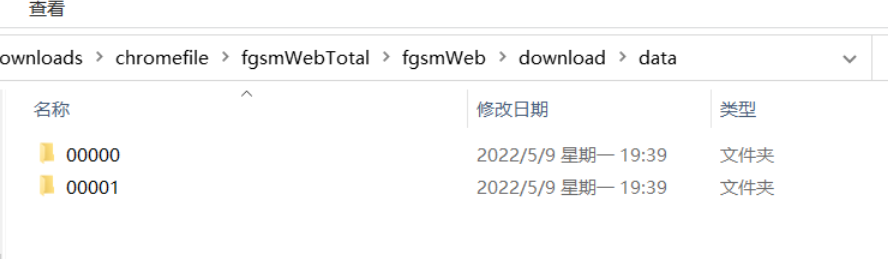 查看
ownloads > chromefile > fgsmWebTotal > fgsmWeb > download > data
名称 修改日期 类型
00000 2022/5/9 星期一 19:39 文件夹
00001 2022/5/9 星期一 19:39 文件夹